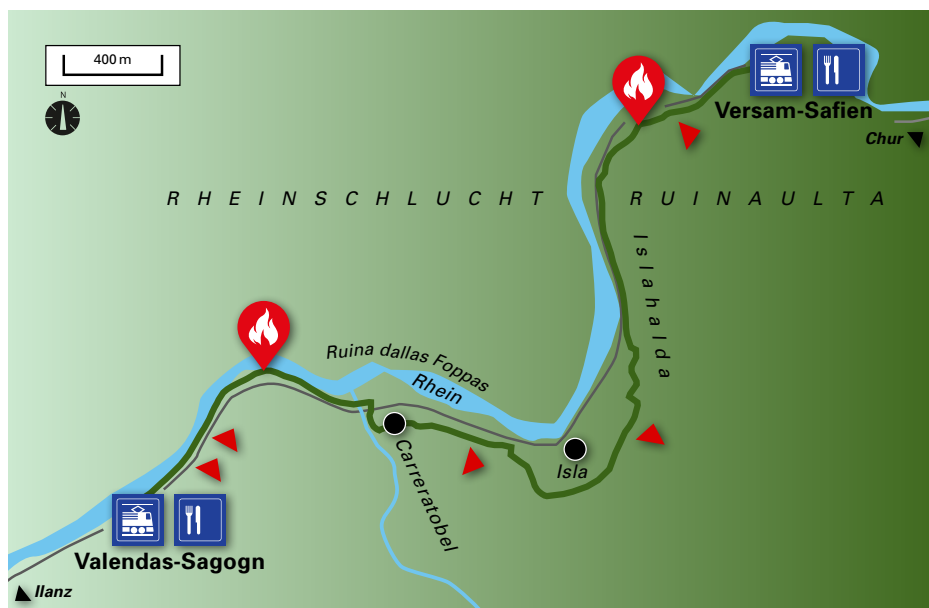 400 m
N
Versam-Safien
Chur
RHEINSCHLUCHT RUINAULTA
Islahalda
Ruina dallas Foppas
Rhein
Carreratobel
Isla
Valendas-Sagogn
Ilanz